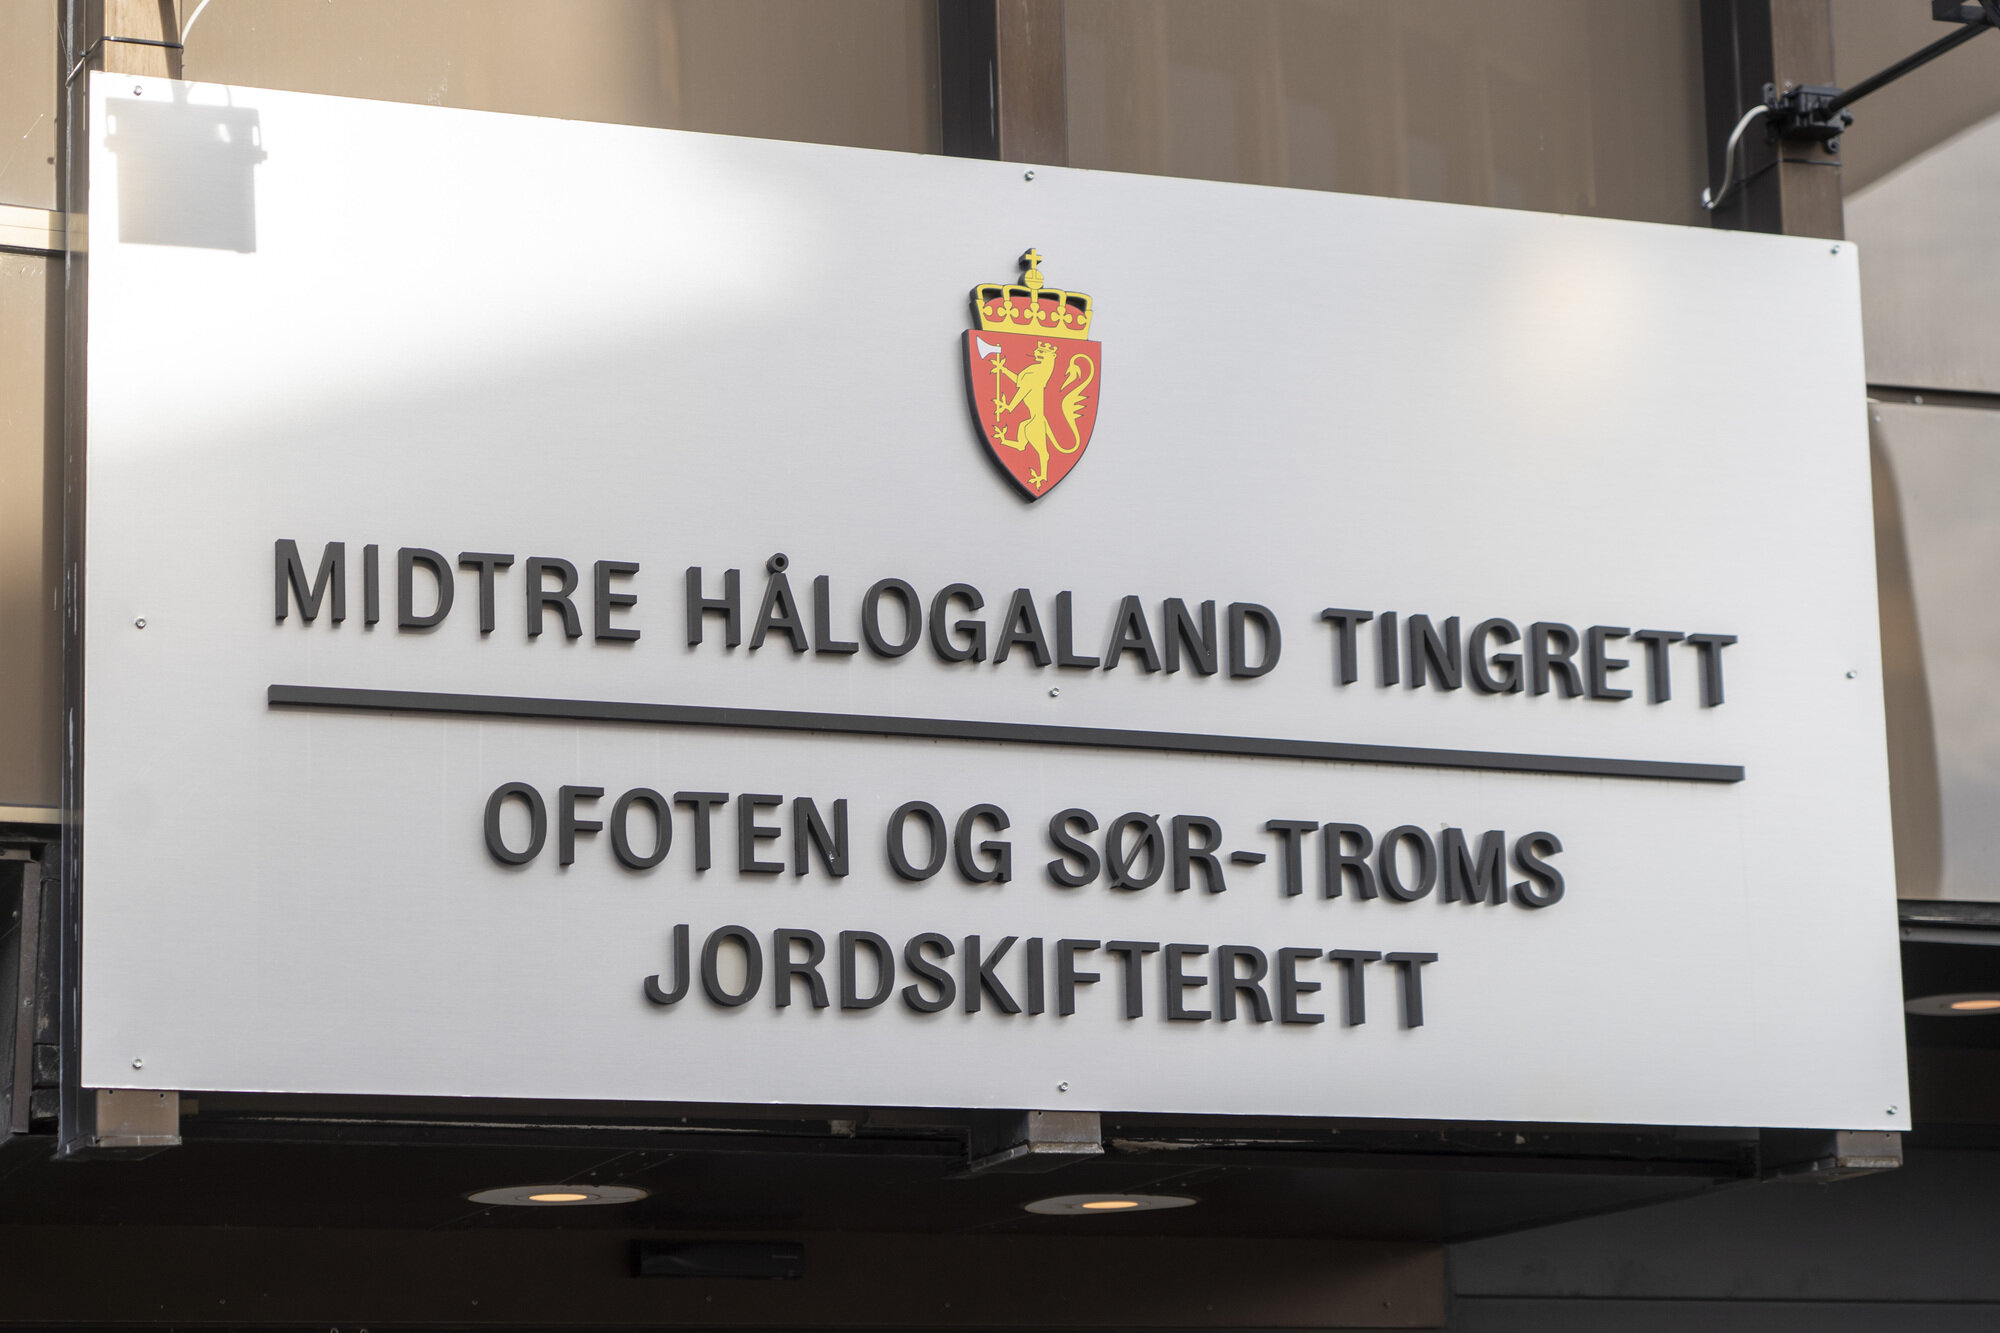 MIDTRE HÅLOGALAND TINGRETT
OFOTEN OG SØR-TROMS
JORDSKIFTERETT